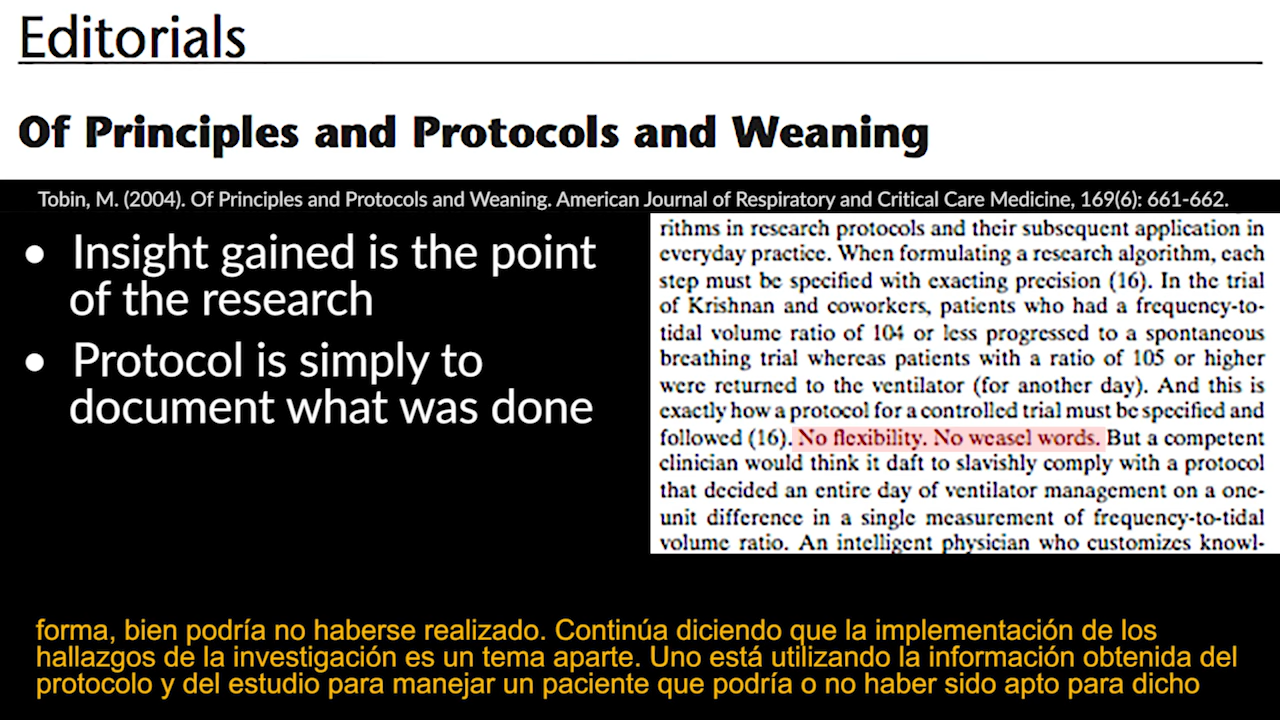 Editorials
Of Principles and Protocols and Weaning
Tobin, M. (2004). Of Principles and Protocols and Weaning. American Journal of Respiratory and Critical Care Medicine, 169(6): 661-662.
• Insight gained is the point
of the research
• Protocol is simply to
document what was done
rithms in research protocols and their subsequent application in
everyday practice. When formulating a research algorithm, each
step must be specified with exacting precision (16). In the trial
of Krishnan and coworkers, patients who had a frequency-to-
tidal volume ratio of 104 or less progressed to a spontaneous
breathing trial whereas patients with a ratio of 105 or higher
were returned to the ventilator (for another day). And this is
exactly how a protocol for a controlled trial must be specified and
followed (16). No flexibility. No weasel words. But a competent
clinician would think it daft to slavishly comply with a protocol
that decided an entire day of ventilator management on a one-
unit difference in a single measurement of frequency-to-tidal
volume ratio. An intelligent physician who customizes knowl-
forma, bien podría no haberse realizado. Continúa diciendo que la implementación de los
hallazgos de la investigación es un tema aparte. Uno está utilizando la información obtenida del
protocolo y del estudio para manejar un paciente que podría o no haber sido apto para dicho